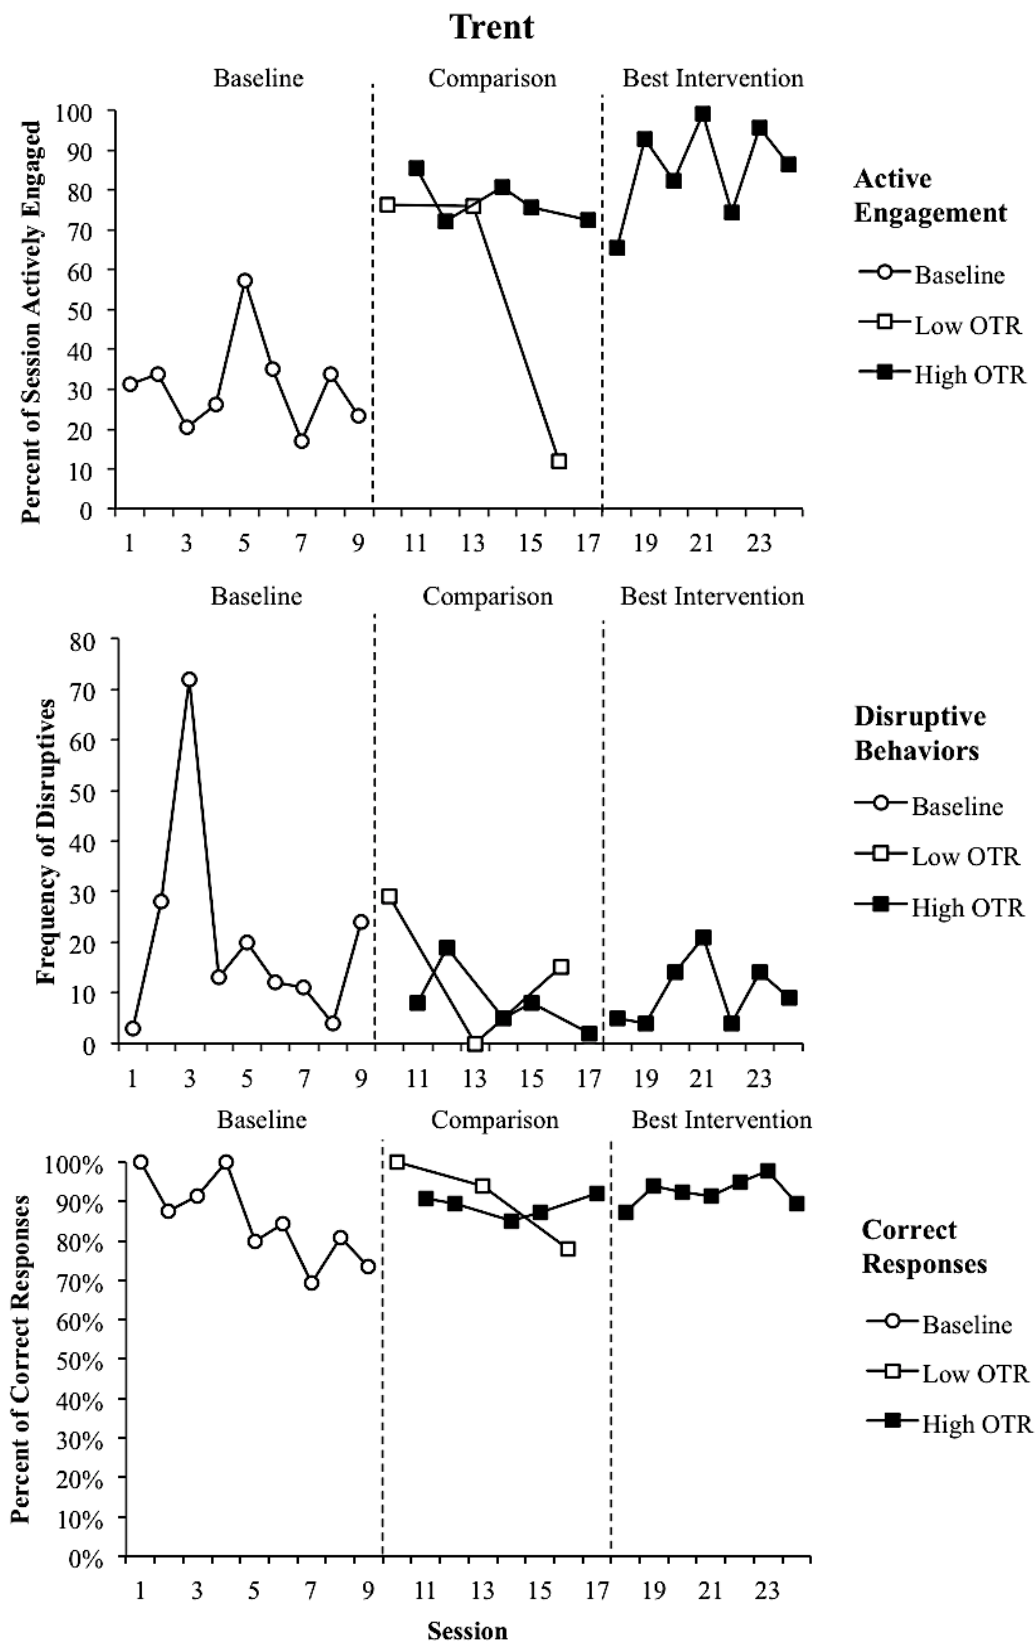 Trent
Baseline Comparison Best Intervention
Percent of Session Actively Engaged
100
90
80
70
60
50
40
30
20
10
0
1 3 5 7 9 11 13 15 17 19 21 23
Active
Engagement
Baseline
Low OTR
High OTR
Baseline Comparison Best Intervention
Frequency of Disruptives
80
70
60
50
40
30
20
10
0
1 3 5 7 9 11 13 15 17 19 21 23
Disruptive
Behaviors
Baseline
Low OTR
High OTR
Baseline Comparison Best Intervention
Percent of Correct Responses
100%
90%
80%
70%
60%
50%
40%
30%
20%
10%
0%
1 3 5 7 9 11 13 15 17 19 21 23
Session
Correct
Responses
Baseline
Low OTR
High OTR